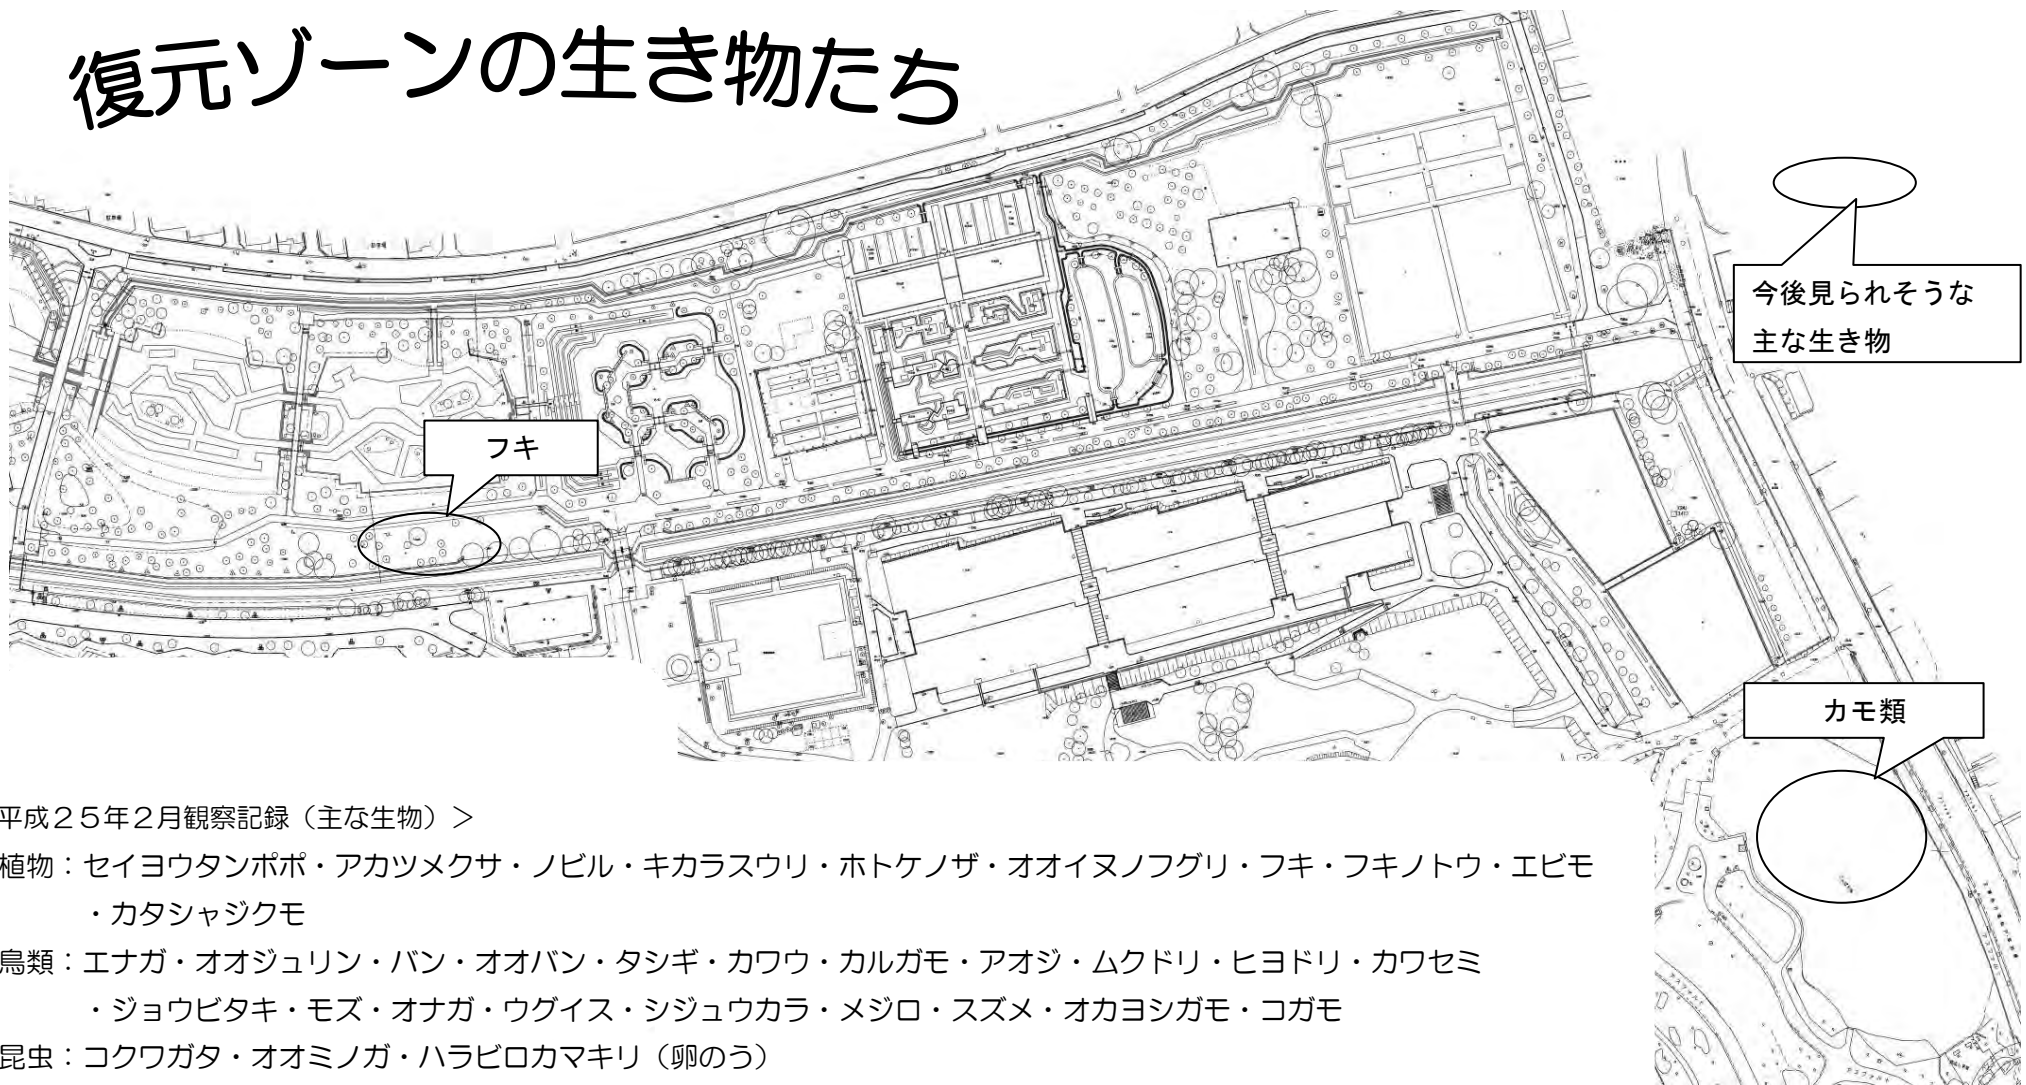 復元ゾーンの生き物たち
今後見られそうな
主な生き物
フキ
カモ類
平成25年2月観察記録(主な生物)>
植物:セイヨウタンポポ・アカツメクサ・ノビル・キカラスウリ・ホトケノザ・オオイヌノフグリ・フキ・フキノトウ・エビモ
・カタシャジクモ
鳥類:エナガ・オオジュリン・バン・オオバン・タシギ・カワウ・カルガモ・アオジ・ムクドリ・ヒヨドリ・カワセミ
・ジョウビタキ・モズ・オナガ・ウグイス・シジュウカラ・メジロ・スズメ・オカヨシガモ・コガモ
昆虫:コクワガタ・オオミノガ・ハラビロカマキリ(卵のう)